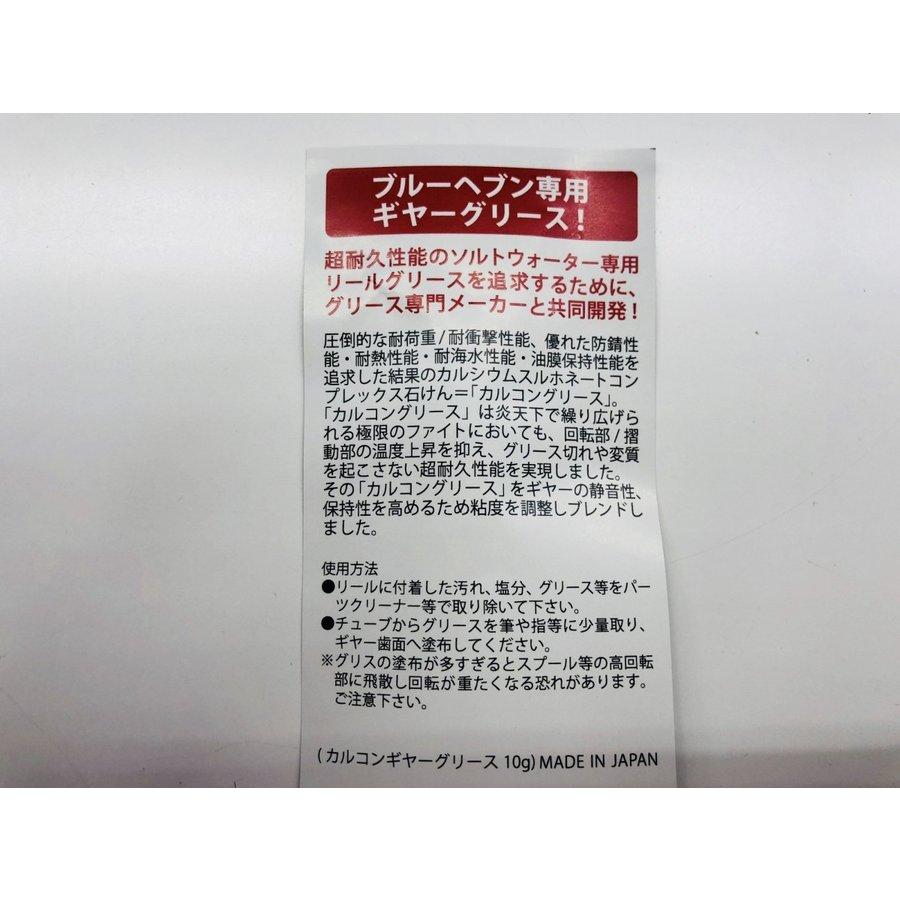 ブルーヘブン専用
ギヤーグリース！
超耐久性能のソルトウォーター専用
リールグリースを追求するために、
グリース専門メーカーと共同開発！
圧倒的な耐荷重/耐衝撃性能、優れた防錆性
能・耐熱性能・耐海水性能・油膜保持性能を
追求した結果のカルシウムスルホネートコン
プレックス石けん＝「カルコングリース」。
「カルコングリース」は炎天下で繰り広げら
れる極限のファイトにおいても、回転部/摺
動部の温度上昇を抑え、グリース切れや変質
を起こさない超耐久性能を実現しました。
その「カルコングリース」をギヤーの静音性、
保持性を高めるため粘度を調整しブレンドし
ました。
使用方法
●リールに付着した汚れ、塩分、グリース等をパー
ツクリーナー等で取り除いて下さい。
●チューブからグリースを筆や指等に少量取り、
ギヤー歯面へ塗布してください。
※グリスの塗布が多すぎるとスプール等の高回転
部に飛散し回転が重たくなる恐れがあります。
ご注意下さい。
(カルコンギヤーグリース 10g) MADE IN JAPAN